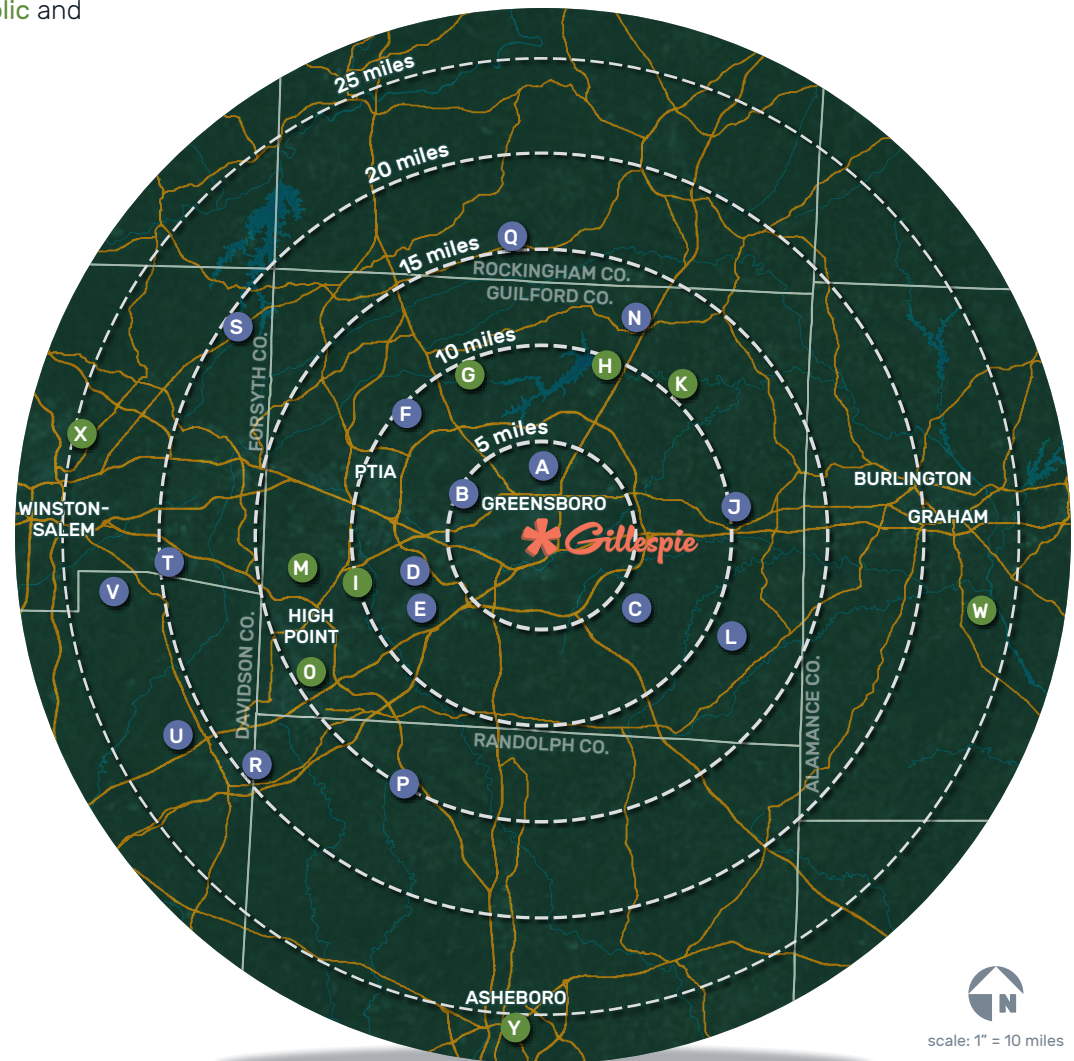 lic and
25 miles
20 miles
Q
15 miles
ROCKINGHAM CO.
GUILFORD CO.
N
S
FORSYTH CO.
10 miles
H
G
K
F
X
5 miles
A
PTIA
B
GREENSBORO
BURLINGTON
J
WINSTON-
SALEM
GRAHAM
Gillespie
T
M
I
D
V
E
C
W
HIGH
POINT
L
O
DAVIDSON CO.
ALAMANCE CO.
U
RANDOLPH CO.
R
P
ASHEBORO
Y
N
scale: 1" = 10 miles